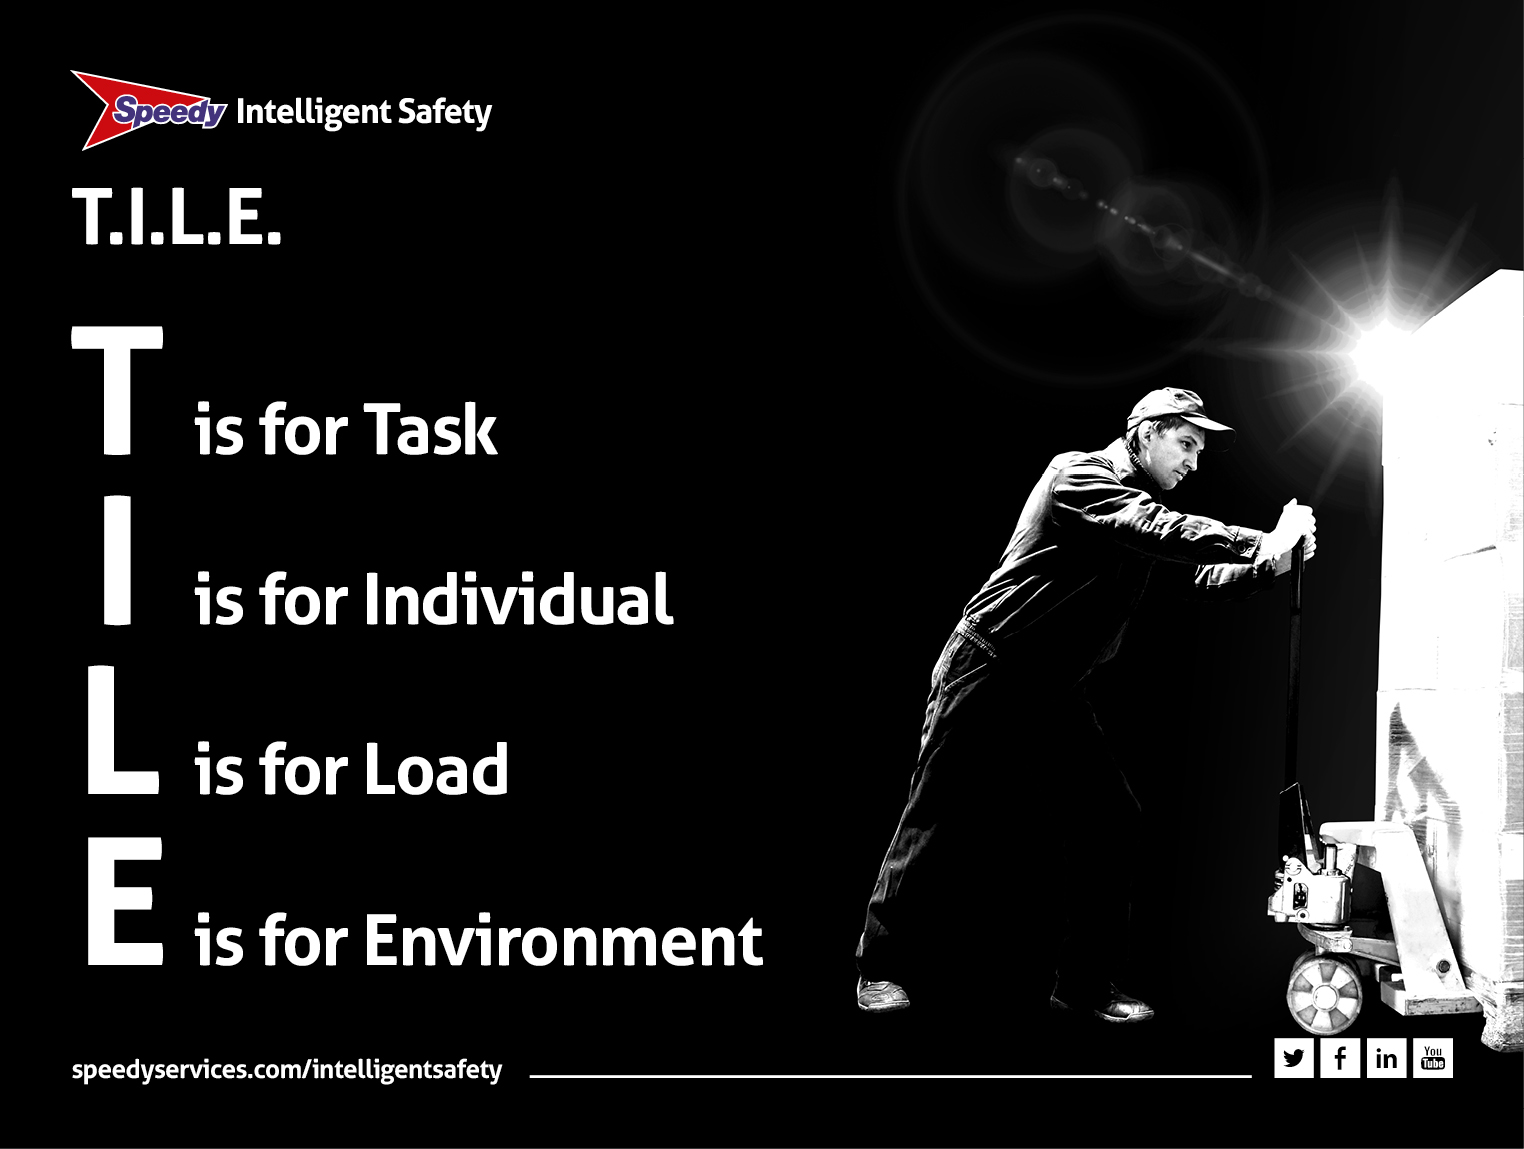 Speedy Intelligent Safety
T.I.L.E.
T is for Task
I is for Individual
L is for Load
E is for Environment
speedyservices.com/intelligentsafety
f in You Tube